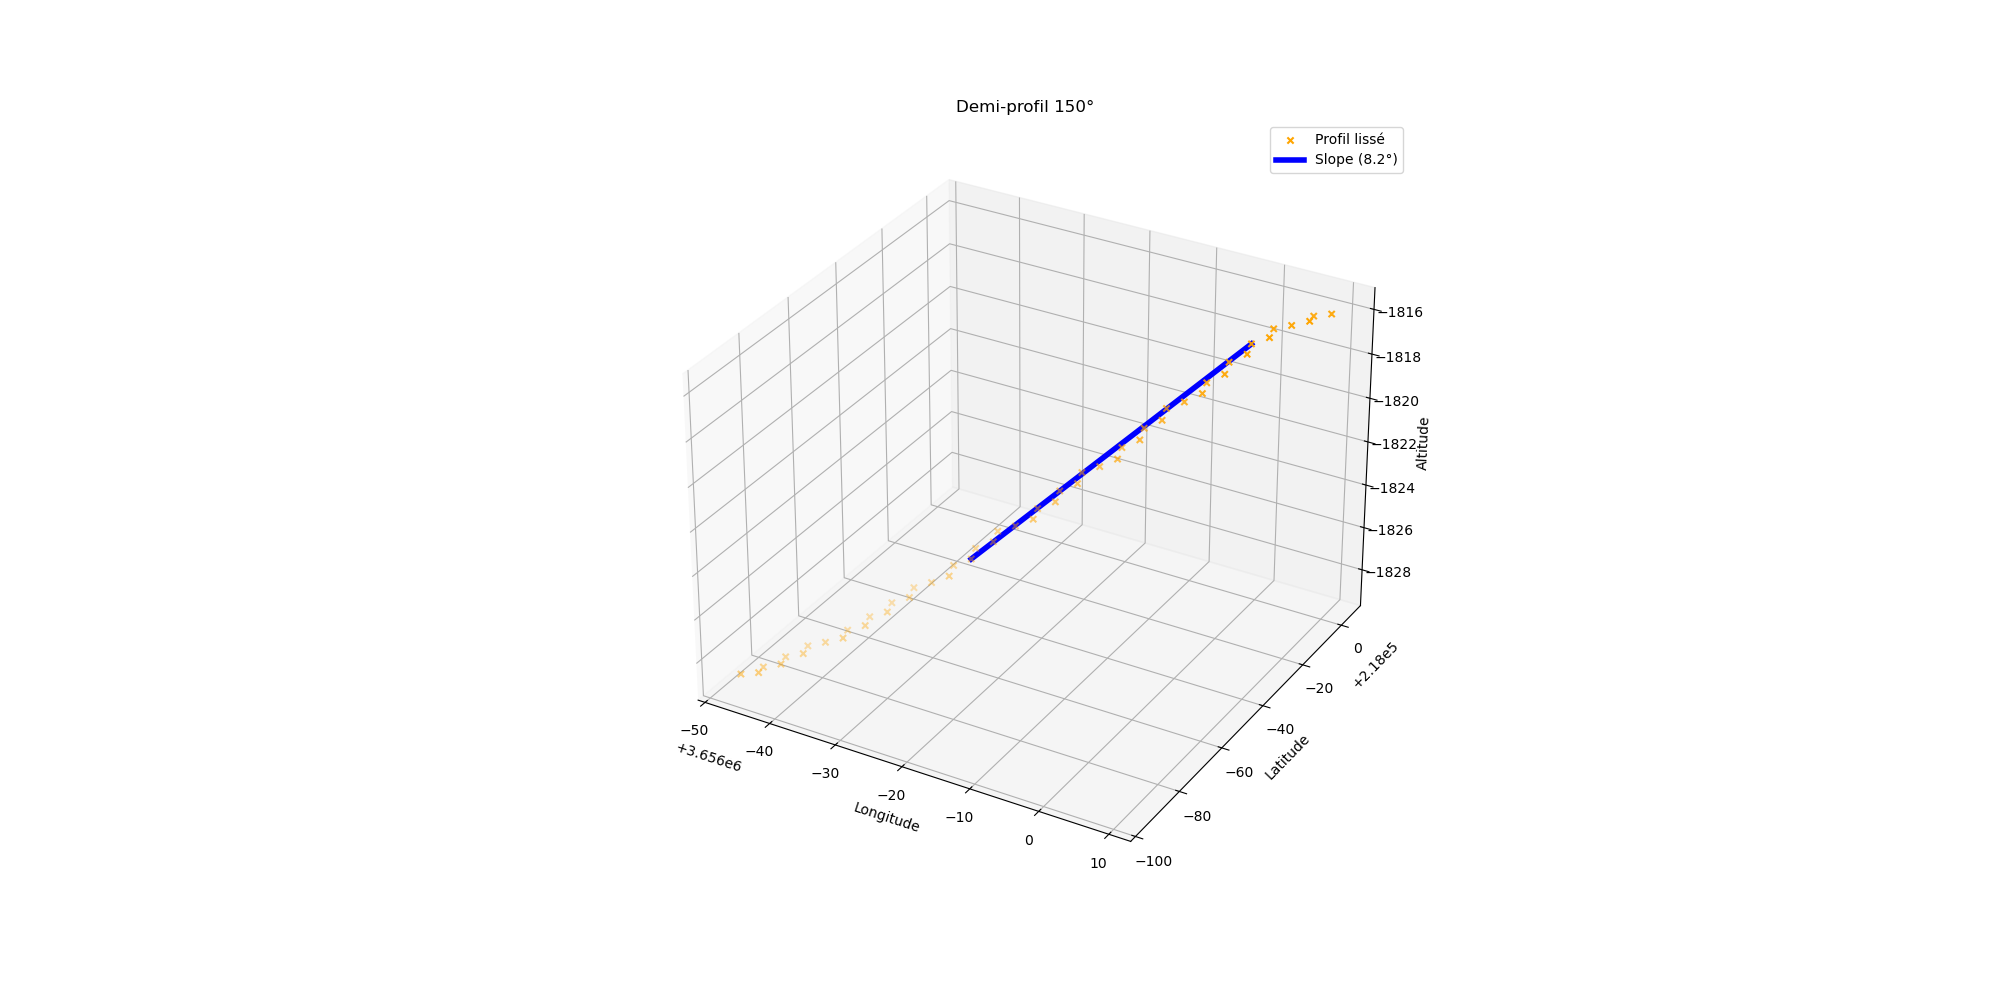 Demi-profil 150°
Profil lissé
Slope (8.2°)
−1816
−1818
−1820
−1822
−1824
−1826
−1828
Altitude
0
−20
−40
−60
−80
−100
+2.18e5
Latitude
−50
−40
−30
−20
−10
0
10
+3.656e6
Longitude